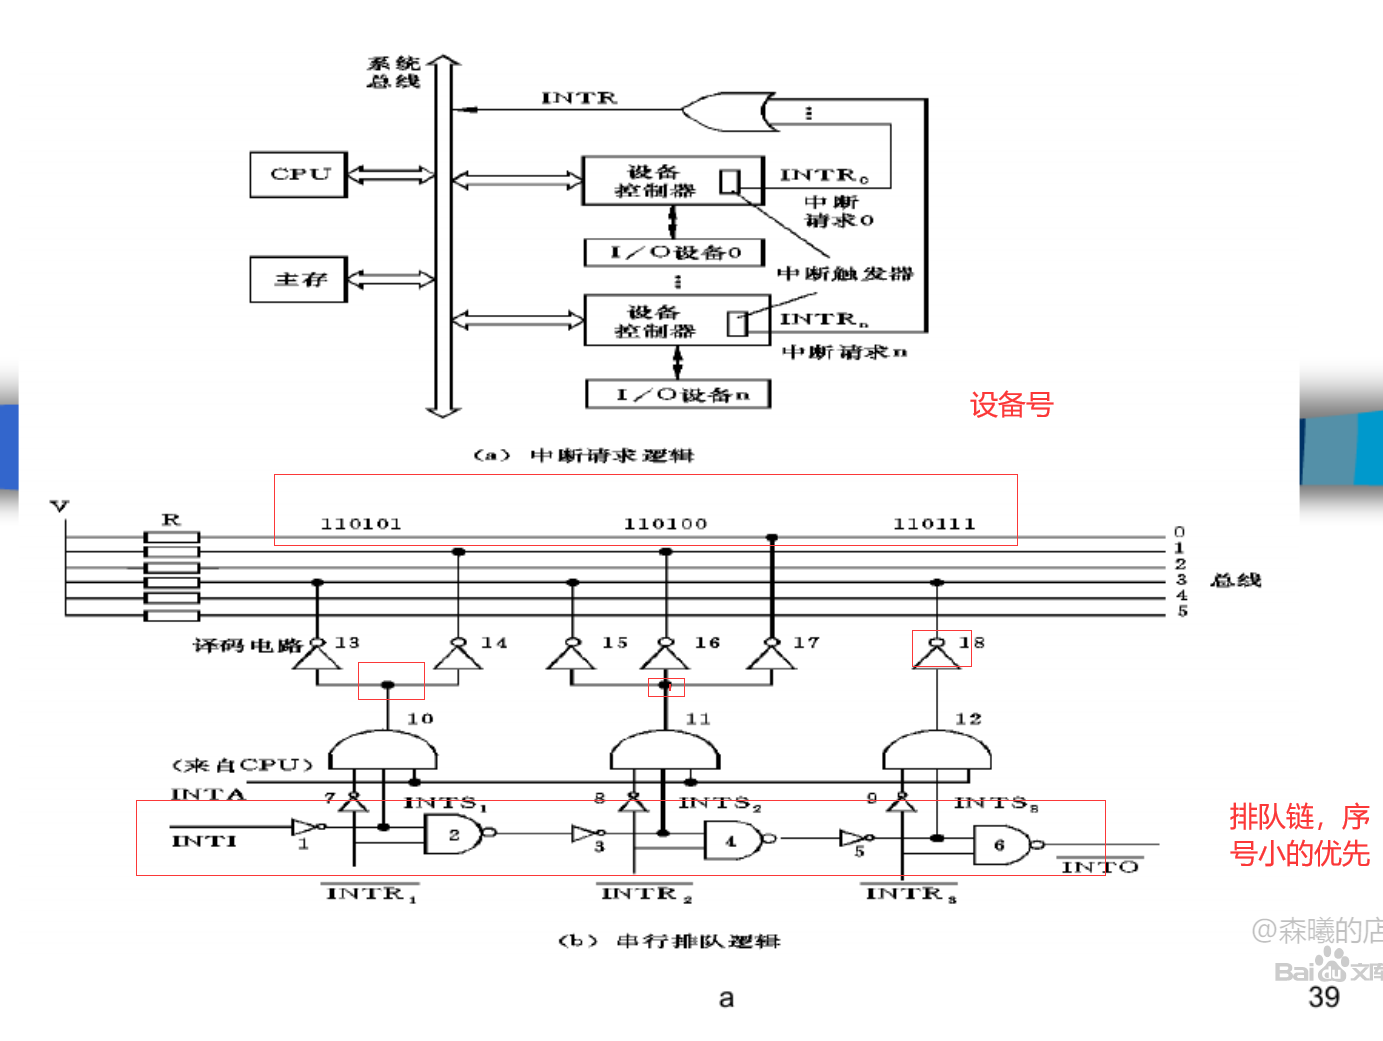 系统
总线
INTR
CPU
设备
控制器
INTR₀
中断
请求0
I/O设备0
主存
中断触发器
设备
控制器
INTRₙ
中断请求n
I/O设备n
设备号
(a) 中断请求逻辑
V
R
110101
110100
110111
0
1
2
3
4
5
总线
译码电路
13
14
15
16
17
18
10
11
12
(来自CPU)
INTA
7
INTS₁
8
INTS₂
9
INTS₃
INTI
1
2
3
4
5
6
INTO
INTR₁
INTR₂
INTR₃
排队链，序
号小的优先
(b) 串行排队逻辑
@森曦的店
Bai du 文库
a
39